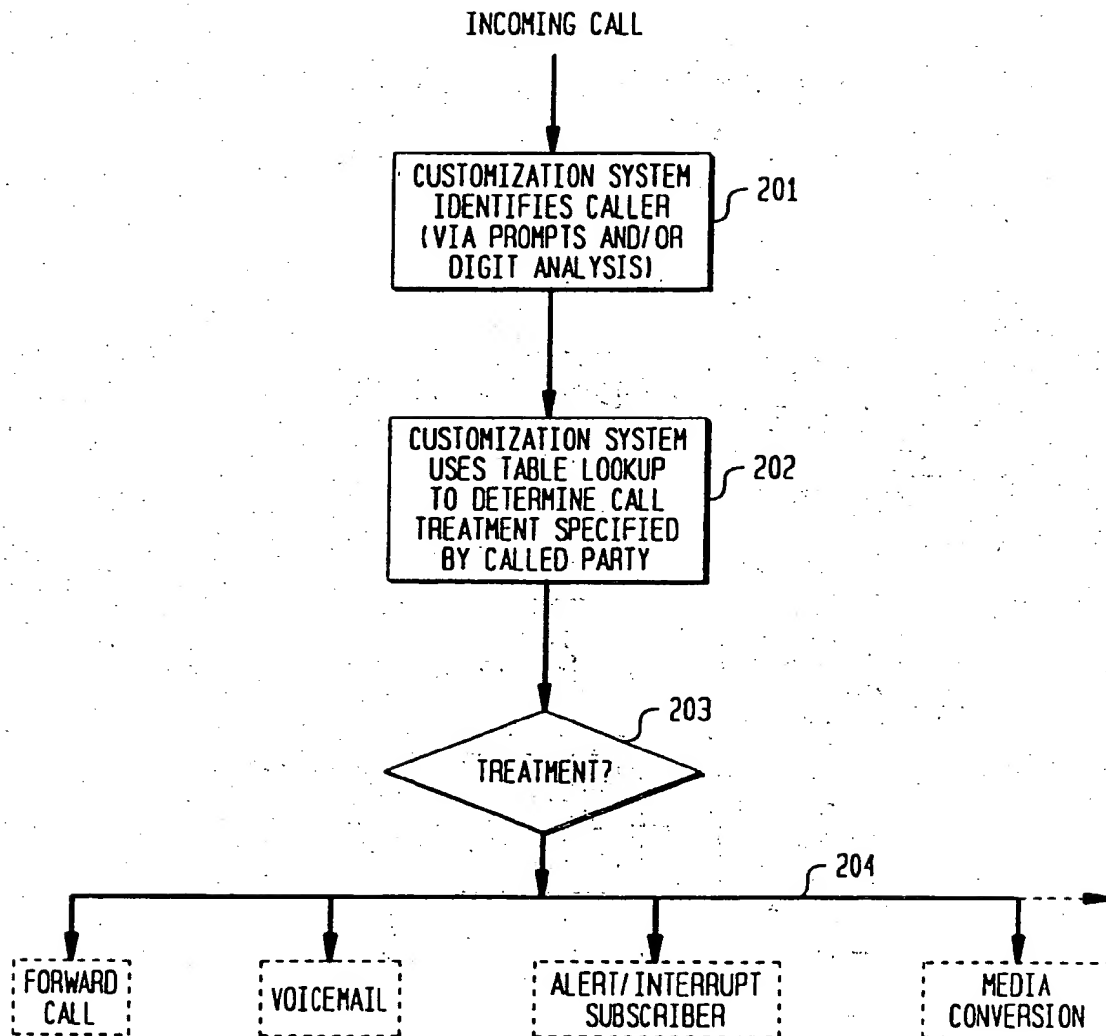 INCOMING CALL
CUSTOMIZATION SYSTEM
IDENTIFIES CALLER
(VIA PROMPTS AND/OR
DIGIT ANALYSIS)
201
CUSTOMIZATION SYSTEM
USES TABLE LOOKUP
TO DETERMINE CALL
TREATMENT SPECIFIED
BY CALLED PARTY
202
203
TREATMENT?
204
FORWARD
CALL
VOICEMAIL
ALERT/INTERRUPT
SUBSCRIBER
MEDIA
CONVERSION